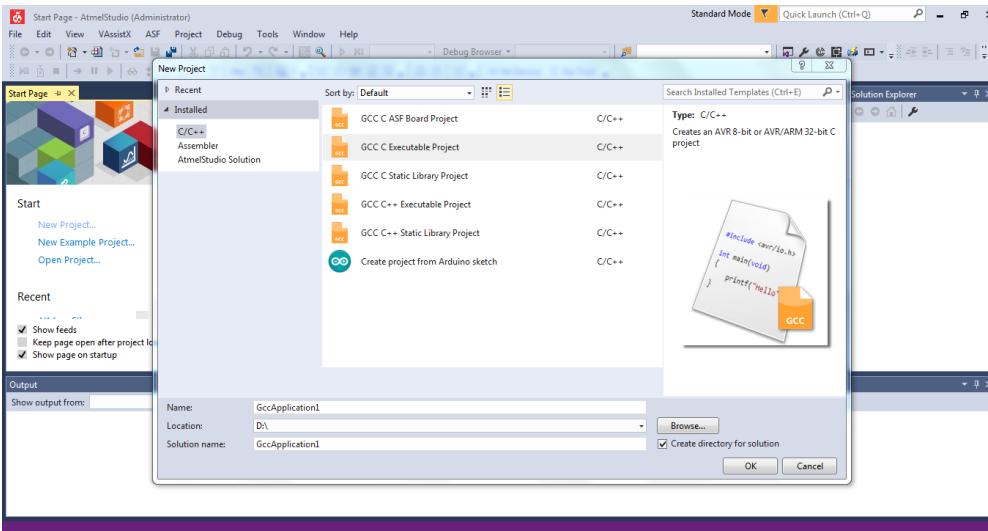 Start Page - AtmelStudio (Administrator)
Standard Mode
Quick Launch (Ctrl+Q)
File Edit View VAssistX ASF Project Debug Tools Window Help
Debug Browser
New Project
Start Page
Solution Explorer
Recent
Installed
C/C++
Assembler
AtmelStudio Solution
Sort by: Default
Search Installed Templates (Ctrl+E)
GCC C ASF Board Project C/C++
GCC C Executable Project C/C++
GCC C Static Library Project C/C++
GCC C++ Executable Project C/C++
GCC C++ Static Library Project C/C++
Create project from Arduino sketch C/C++
Type: C/C++
Creates an AVR 8-bit or AVR/ARM 32-bit C
project
#include <avr/io.h>
int main(void)
{
printf("Hello"
}
GCC
Start
New Project...
New Example Project...
Open Project...
Recent
Show feeds
Keep page open after project lo
Show page on startup
Output
Show output from:
Name: GccApplication1
Location: D:\
Browse...
Solution name: GccApplication1
Create directory for solution
OK Cancel